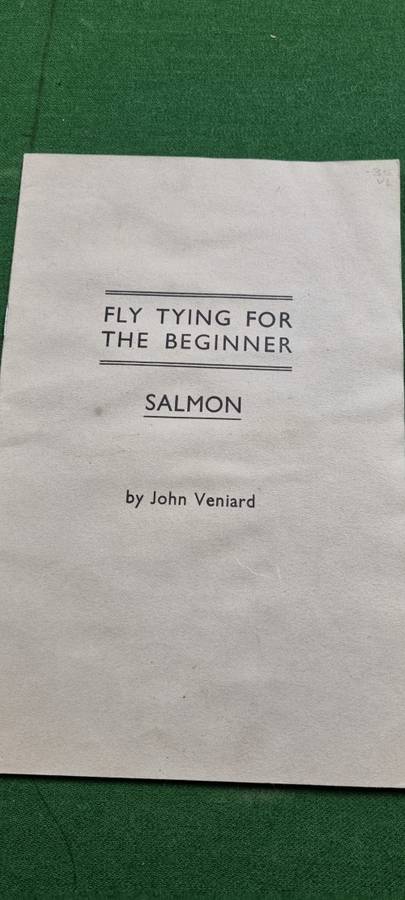 FLY TYING FOR
THE BEGINNER
SALMON
by John Veniard